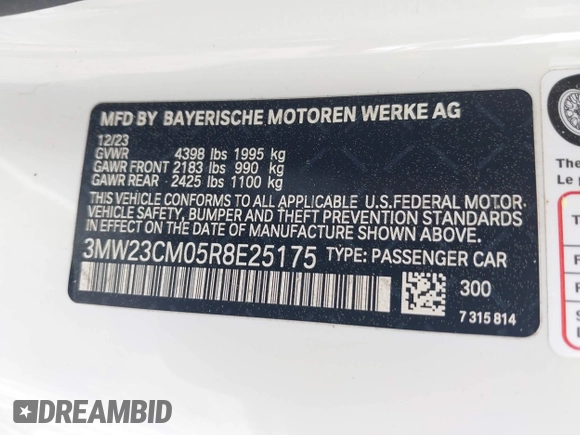 MFD BY BAYERISCHE MOTOREN WERKE AG
12/23
GVWR 4398 lbs 1995 kg
GAWR FRONT 2183 lbs 990 kg
GAWR REAR 2425 lbs 1100 kg
THIS VEHICLE CONFORMS TO ALL APPLICABLE U.S. FEDERAL MOTOR
VEHICLE SAFETY, BUMPER, AND THEFT PREVENTION STANDARDS
IN EFFECT ON THE DATE OF MANUFACTURE SHOWN ABOVE.
3MW23CM05R8E25175 TYPE: PASSENGER CAR
300
7 315 814
The
Le p
DREAMBID